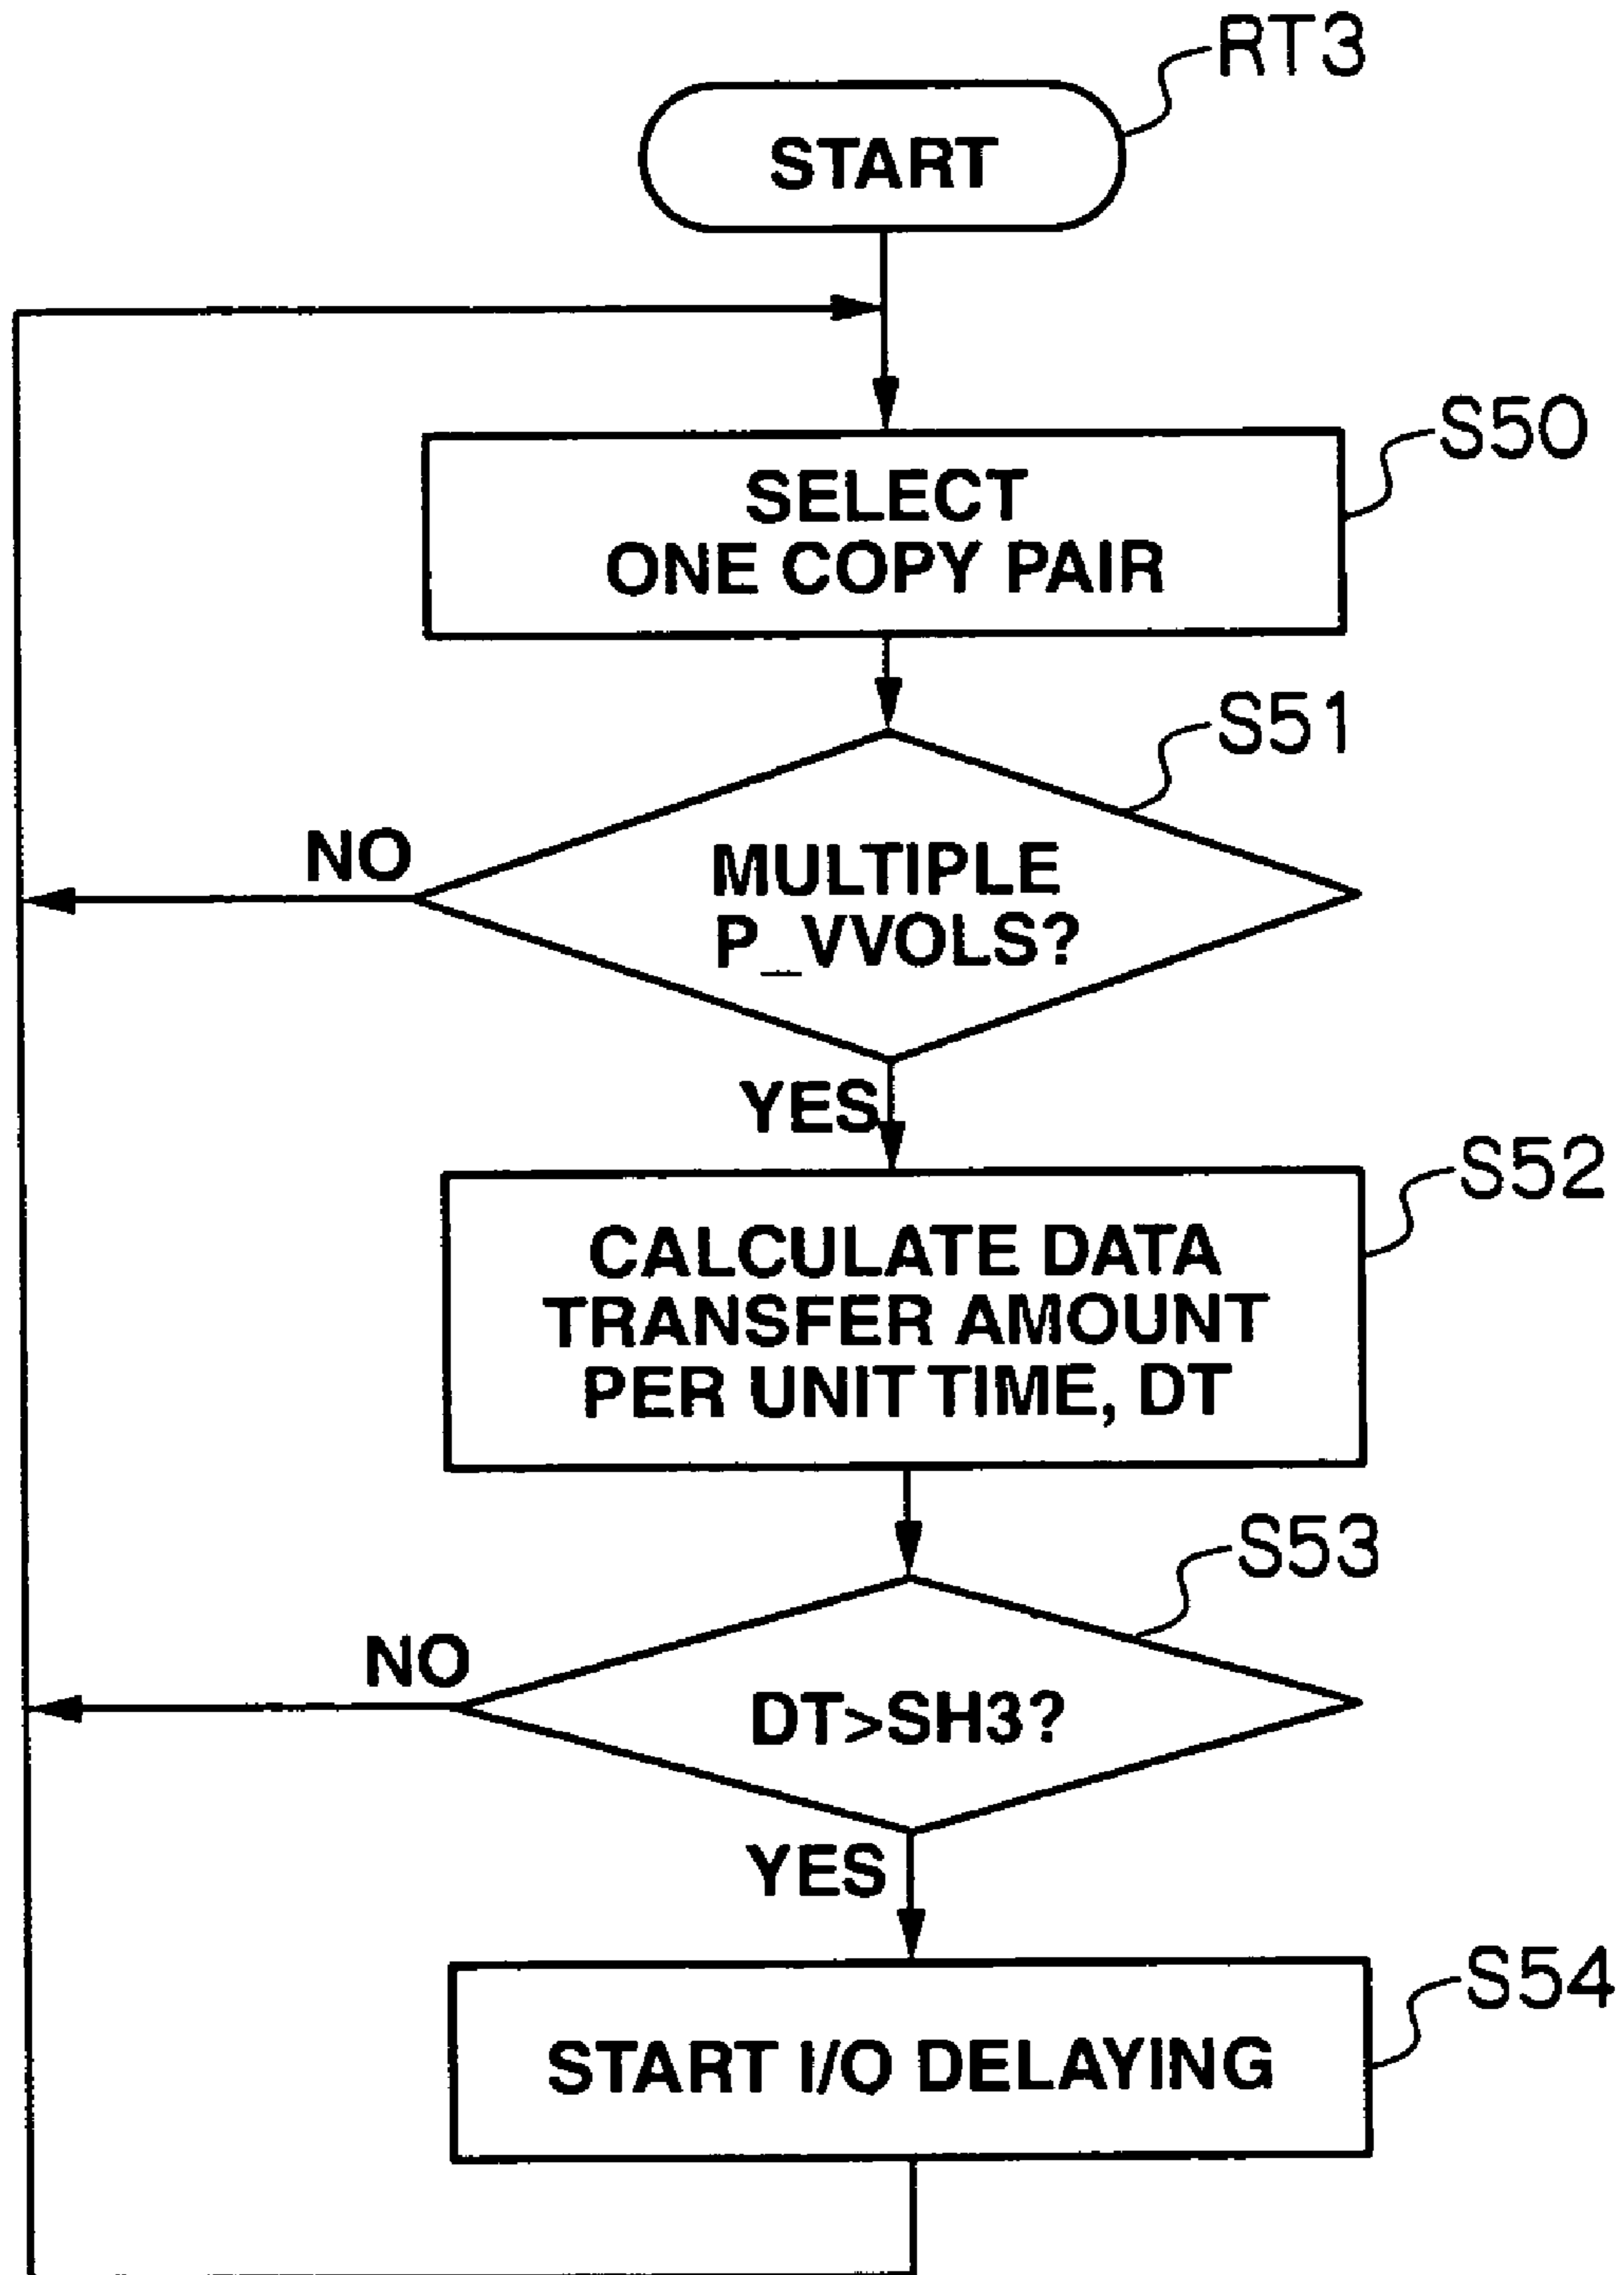 RT3
START
S50
SELECT
ONE COPY PAIR
S51
NO
MULTIPLE
P_VVOLS?
YES
S52
CALCULATE DATA
TRANSFER AMOUNT
PER UNIT TIME, DT
S53
NO
DT>SH3?
YES
S54
START I/O DELAYING